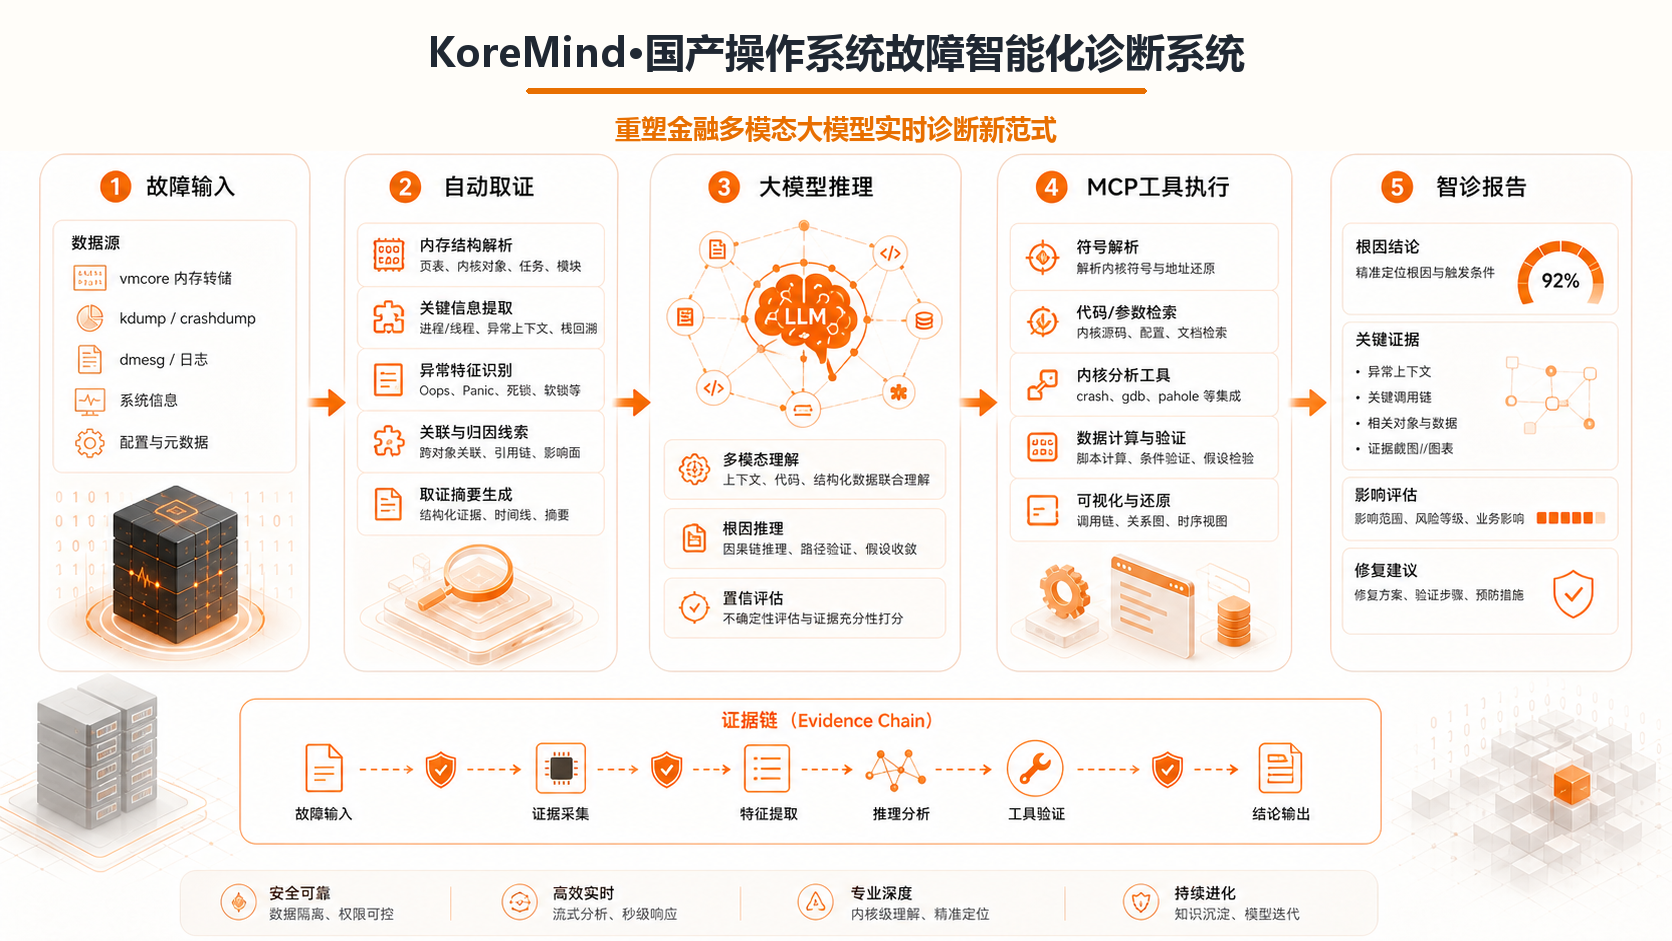 KoreMind•国产操作系统故障智能化诊断系统
重塑金融多模态大模型实时诊断新范式
1 故障输入
数据源
vmcore 内存转储
kdump / crashdump
dmesg / 日志
系统信息
配置与元数据
2 自动取证
内存结构解析
页表、内核对象、任务、模块
关键信息提取
进程/线程、异常上下文、栈回溯
异常特征识别
Oops、Panic、死锁、软锁等
关联与归因线索
跨对象关联、引用链、影响面
取证摘要生成
结构化证据、时间线、摘要
3 大模型推理
LLM
多模态理解
上下文、代码、结构化数据联合理解
根因推理
因果链推理、路径验证、假设收敛
置信评估
不确定性评估与证据充分性打分
4 MCP工具执行
符号解析
解析内核符号与地址还原
代码/参数检索
内核源码、配置、文档检索
内核分析工具
crash、gdb、pahole 等集成
数据计算与验证
脚本计算、条件验证、假设检验
可视化与还原
调用链、关系图、时序视图
5 智诊报告
根因结论
精准定位根因与触发条件
92%
关键证据
• 异常上下文
• 关键调用链
• 相关对象与数据
• 证据截图//图表
影响评估
影响范围、风险等级、业务影响
修复建议
修复方案、验证步骤、预防措施
证据链（Evidence Chain）
故障输入
证据采集
特征提取
推理分析
工具验证
结论输出
安全可靠
数据隔离、权限可控
高效实时
流式分析、秒级响应
专业深度
内核级理解、精准定位
持续进化
知识沉淀、模型迭代